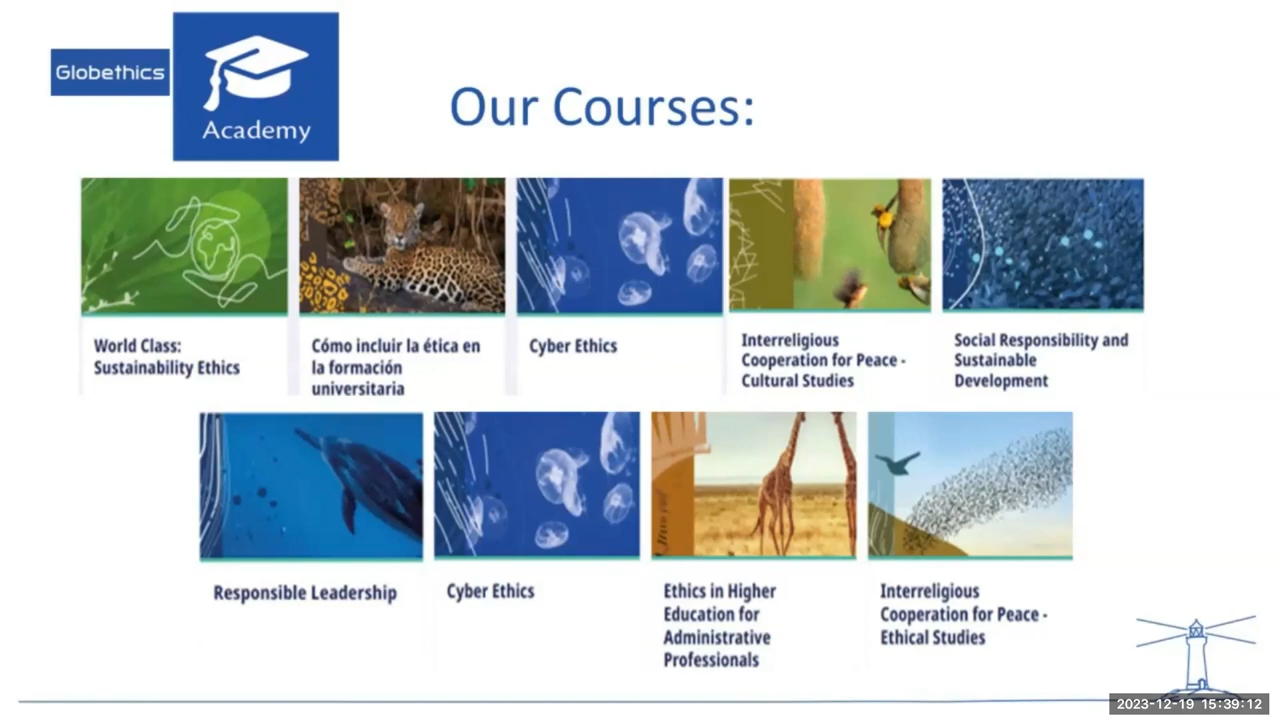 Globethics
Academy
Our Courses:
World Class:
Sustainability Ethics
Cómo incluir la ética en
la formación
universitaria
Cyber Ethics
Interreligious
Cooperation for Peace -
Cultural Studies
Social Responsibility and
Sustainable
Development
Responsible Leadership
Cyber Ethics
Ethics in Higher
Education for
Administrative
Professionals
Interreligious
Cooperation for Peace -
Ethical Studies
2023-12-19 15:39:12